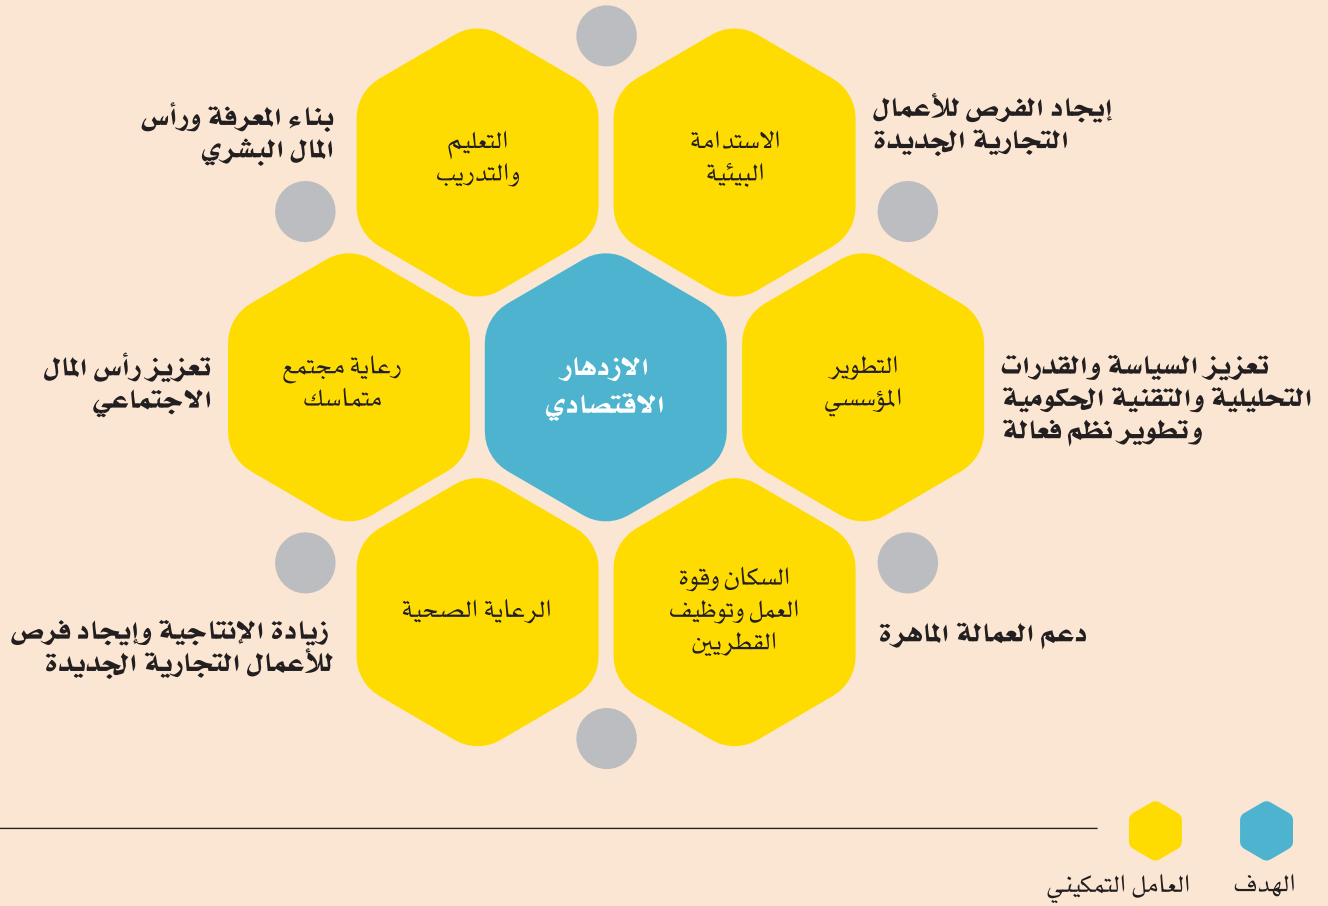 إيجاد الفرص للأعمال
التجارية الجديدة
الاستدامة
البيئية
التعليم
والتدريب
بناء المعرفة ورأس
المال البشري
تعزيز السياسة والقدرات
التحليلية والتقنية الحكومية
وتطوير نظم فعالة
التطوير
المؤسسي
الازدهار
الاقتصادي
رعاية مجتمع
متماسك
تعزيز رأس المال
الاجتماعي
دعم العمالة الماهرة
السكان وقوة
العمل وتوظيف
القطريين
الرعاية الصحية
زيادة الإنتاجية وإيجاد فرص
للأعمال التجارية الجديدة
الهدف
العامل التمكيني